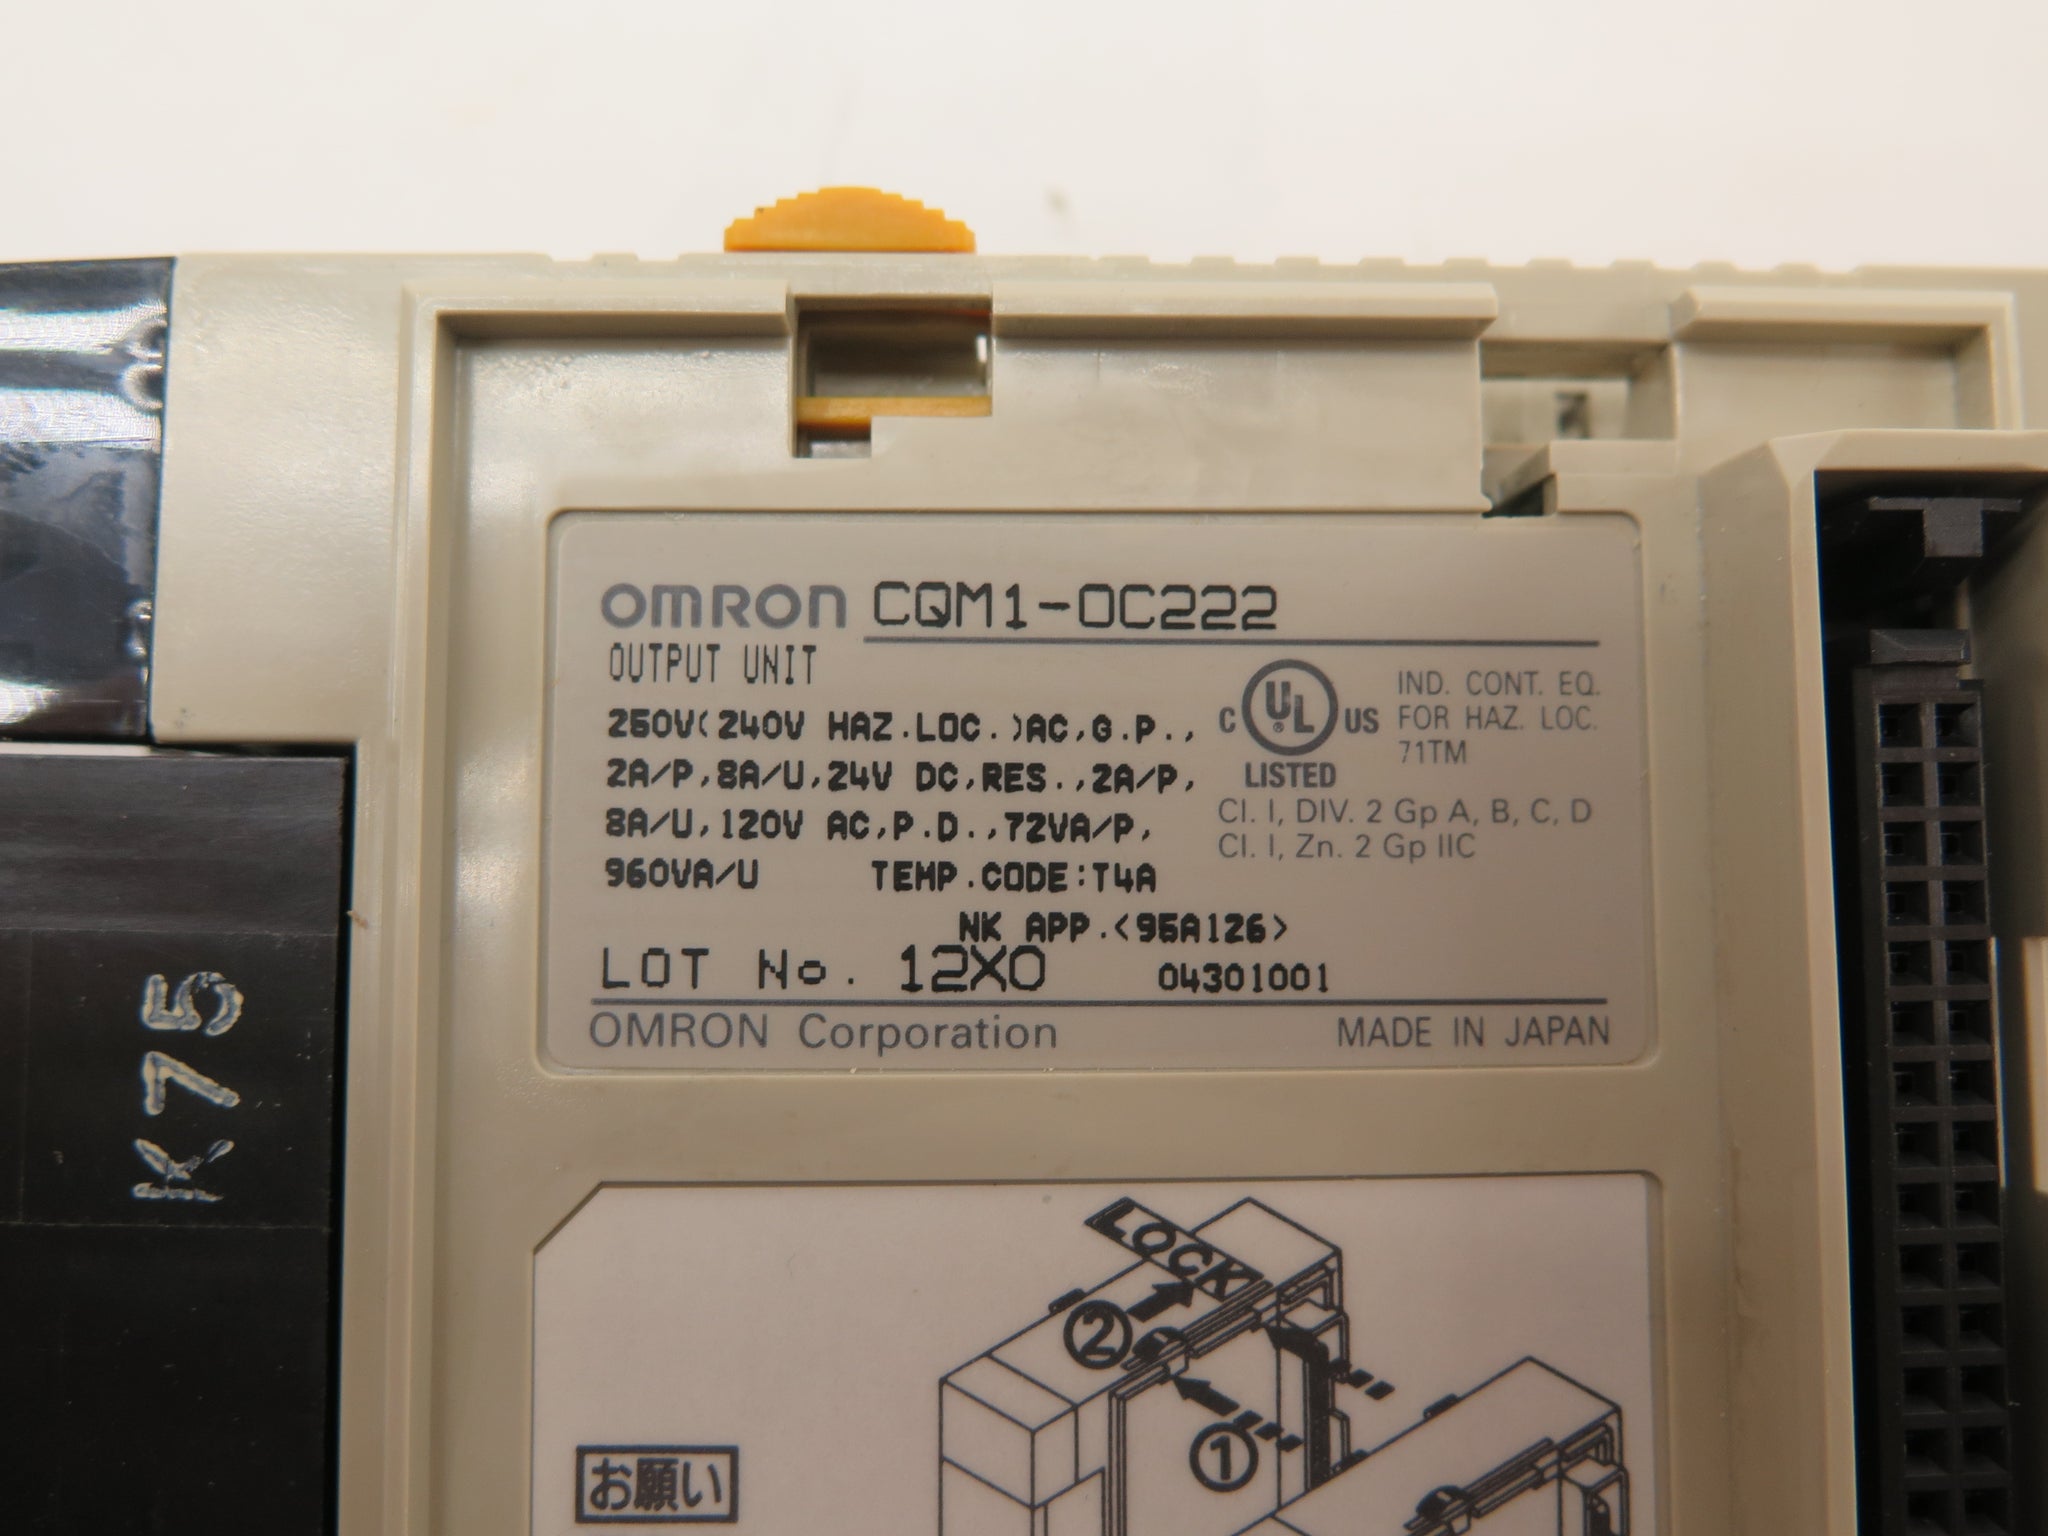 OMRON CQM1-OC222
OUTPUT UNIT
250V(240V HAZ.LOC.)AC,G.P.,
2A/P,8A/U,24V DC,RES.,2A/P,
8A/U,120V AC,P.D.,72VA/P,
960VA/U TEMP.CODE:T4A
NK APP.<95A126>
LOT No. 12X0 04301001
C UL US
LISTED
IND. CONT. EQ.
FOR HAZ. LOC.
71TM
Cl. I, DIV. 2 Gp A, B, C, D
Cl. I, Zn. 2 Gp IIC
OMRON Corporation MADE IN JAPAN
K75
LOCK
②
①
お願い